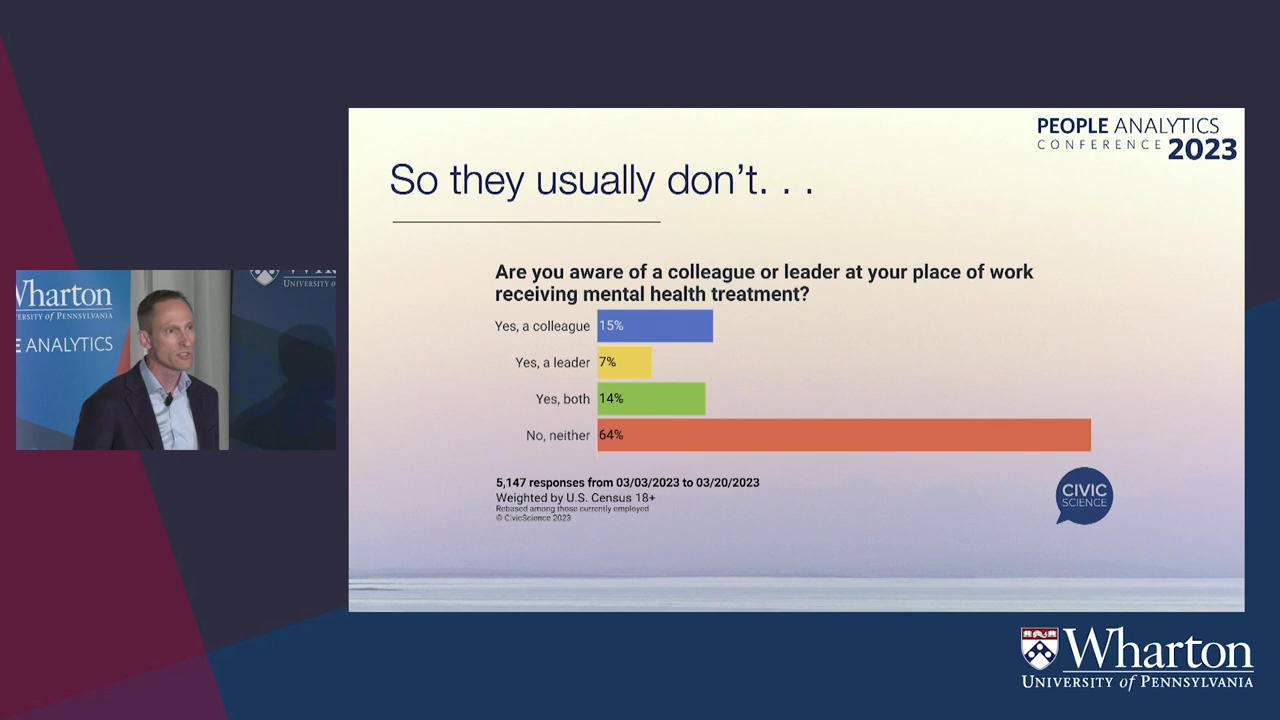 PEOPLE ANALYTICS
CONFERENCE 2023
So they usually don't. . .
Are you aware of a colleague or leader at your place of work
receiving mental health treatment?
Yes, a colleague 15%
Yes, a leader 7%
Yes, both 14%
No, neither 64%
5,147 responses from 03/03/2023 to 03/20/2023
Weighted by U.S. Census 18+
Rebased among those currently employed
© CivicScience 2023
CIVIC
SCIENCE
Wharton
UNIVERSITY of PENNSYLVANIA
ANALYTICS
Wharton
UNIVERSITY of PENNSYLVANIA